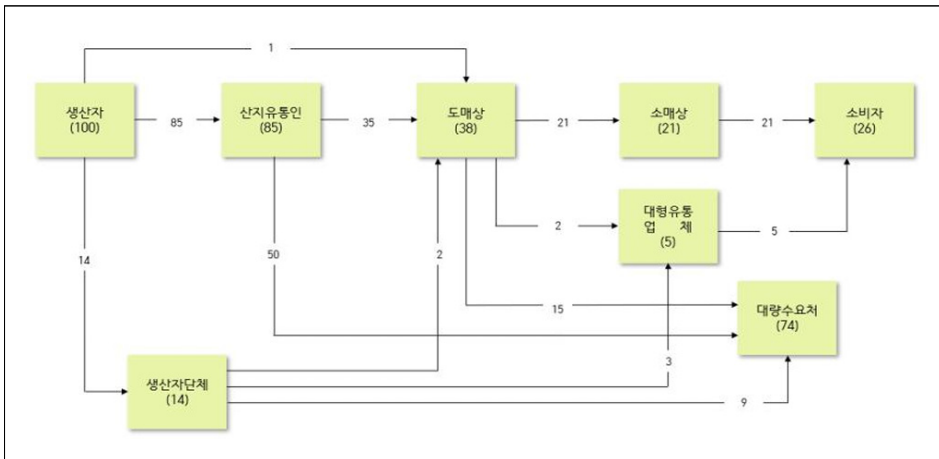 1
생산자
(100)
85
산지유통인
(85)
35
도매상
(38)
21
소매상
(21)
21
소비자
(26)
대형유통
업 체
(5)
2
5
14
50
2
15
대량수요처
(74)
3
생산자단체
(14)
9